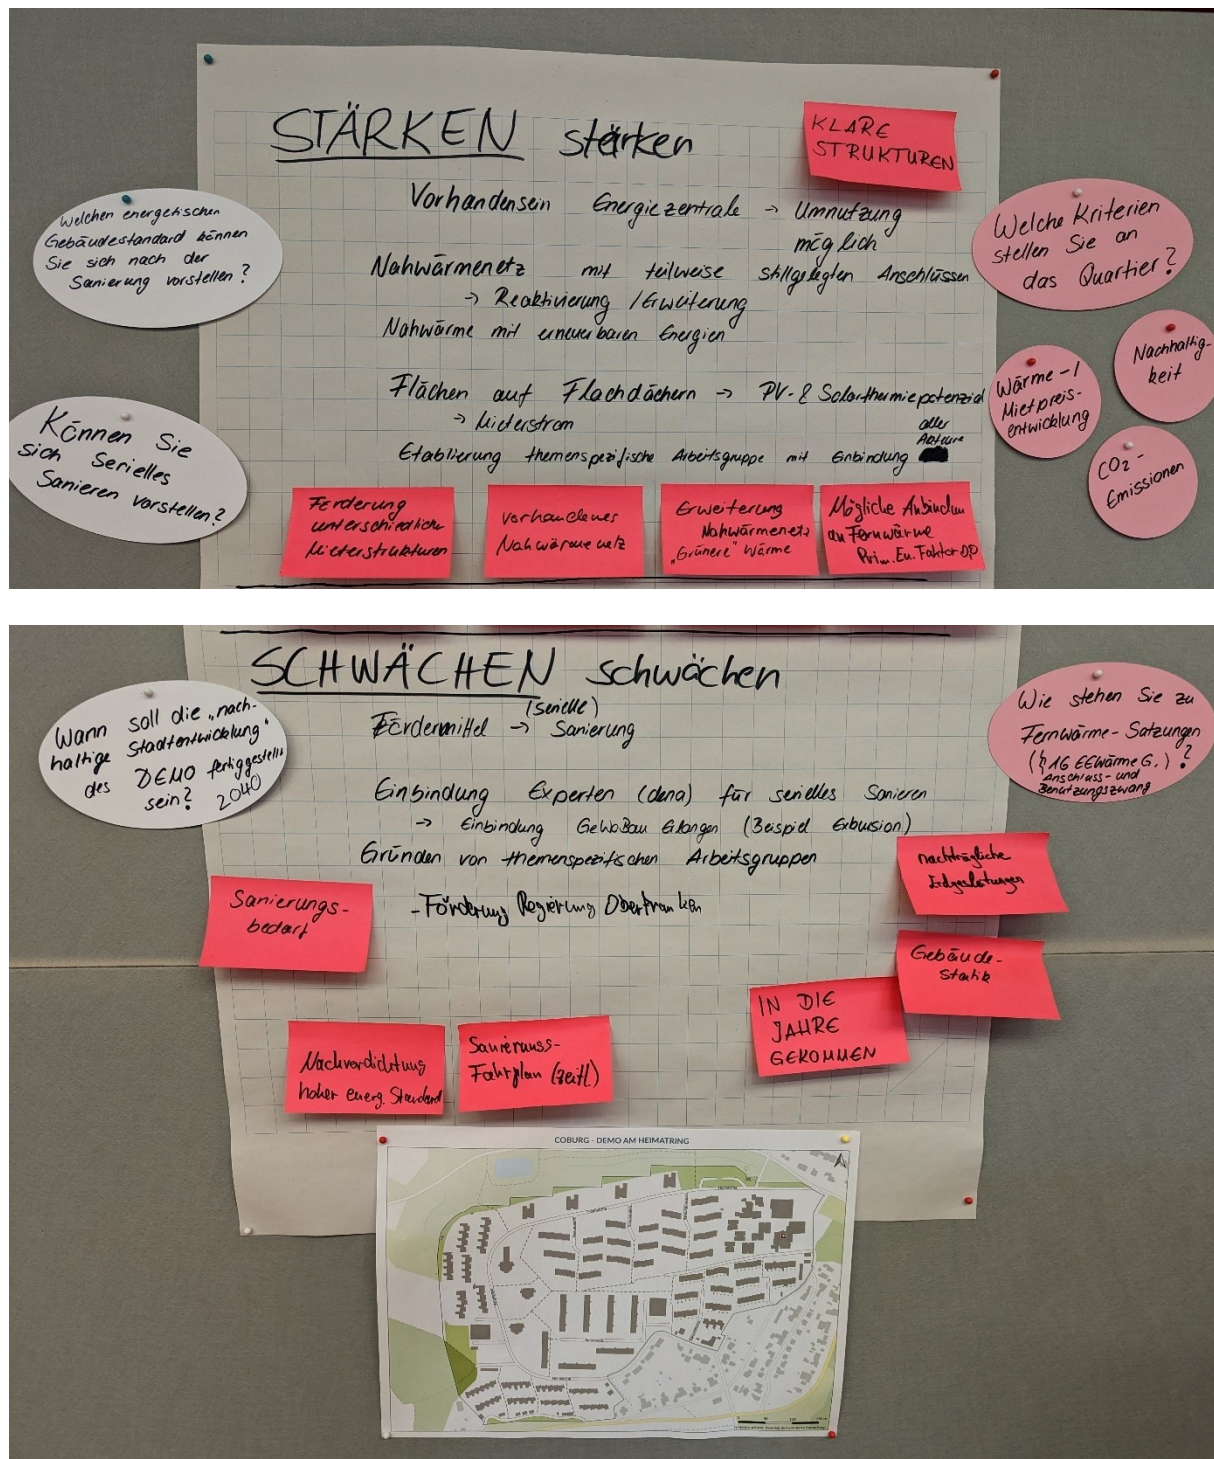 STÄRKEN stärken
KLARE
STRUKTUREN
Vorhandensein Energiezentrale → Umnutzung
möglich
Nahwärmenetz mit teilweise stillgelegten Anschlüssen
→ Reaktivierung / Erweiterung
Nahwärme mit erneuerbaren Energien
Flächen auf Flachdächern → PV- & Solarthermiepotenzial
→ Mieterstrom
aller
Akteure
Etablierung themenspezifische Arbeitsgruppe mit Einbindung
Welchen energetischen
Gebäudestandard können
Sie sich nach der
Sanierung vorstellen?
Können Sie
sich Serielles
Sanieren vorstellen?
Welche Kriterien
stellen Sie an
das Quartier?
Nachhaltig-
keit
Wärme-/
Mietpreis-
entwicklung
CO2-
Emissionen
Förderung
unterschiedliche
Mieterstrukturen
vorhandenes
Nahwärmenetz
Erweiterung
Nahwärmenetz
„Grünere" Wärme
Mögliche
an Fernwärme
Prim. En. Faktor
SCHWÄCHEN schwächen
(serielle)
Fördermittel → Sanierung
Einbindung Experten (dena) für serielles Sanieren
→ Einbindung GeWoBau Erlangen (Beispiel Exkursion)
Gründen von themenspezifischen Arbeitsgruppen
- Förderung Regierung Oberfranken
Wann soll die „nach-
haltige Stadtentwicklung"
des DEMO fertiggestellt
sein? 2040
Wie stehen Sie zu
Fernwärme-Satzungen
(§ 16 EEWärmeG.)?
Anschluss- und
Benutzungszwang
nachträgliche
Gebäude-
statik
Sanierungs-
bedarf
IN DIE
JAHRE
GEKOMMEN
Nachverdichtung
hoher energ. Standard
Sanierungs-
Fahrplan (zeitl)
COBURG - DEMO AM HEIMATRING